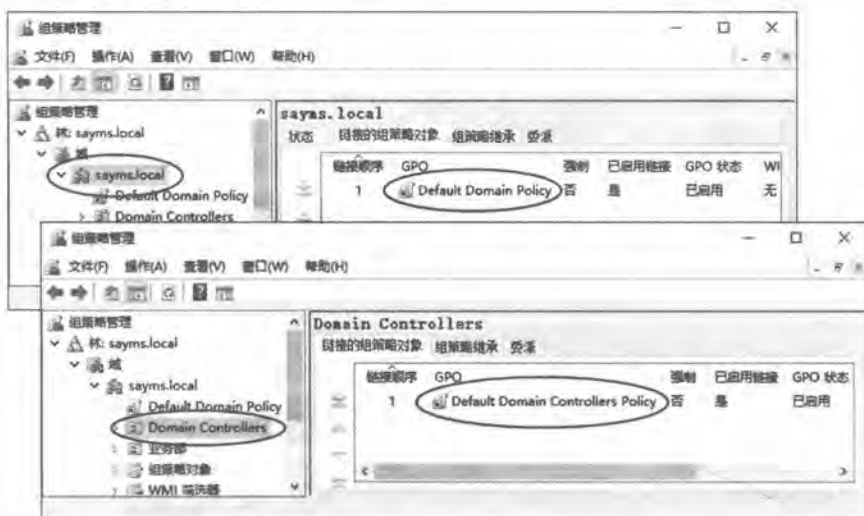 组策略管理
文件(F) 操作(A) 查看(V) 窗口(W) 帮助(H)
组策略管理
林: sayms.local
域
sayms.local
Default Domain Policy
Domain Controllers
sayms.local
状态 链接的组策略对象 组策略继承 委派
链接顺序 GPO 强制 已启用链接 GPO 状态 WI
1 Default Domain Policy 否 是 已启用 无
组策略管理
文件(F) 操作(A) 查看(V) 窗口(W) 帮助(H)
组策略管理
林: sayms.local
域
sayms.local
Default Domain Policy
Domain Controllers
业务部
组策略对象
WMI 筛选器
Domain Controllers
链接的组策略对象 组策略继承 委派
链接顺序 GPO 强制 已启用链接 GPO 状态
1 Default Domain Controllers Policy 否 是 已启用